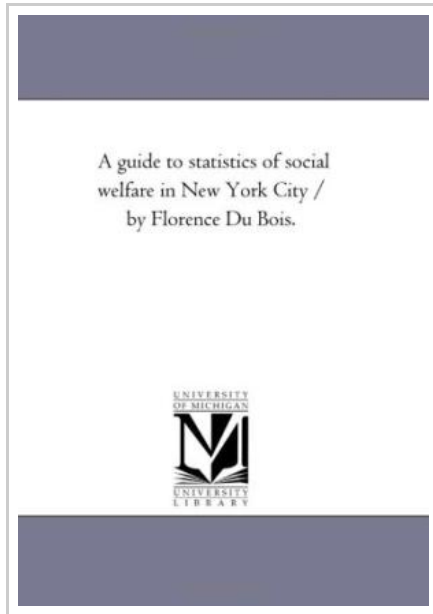 A guide to statistics of social
welfare in New York City /
by Florence Du Bois.
UNIVERSITY
OF MICHIGAN
UNIVERSITY
LIBRARY